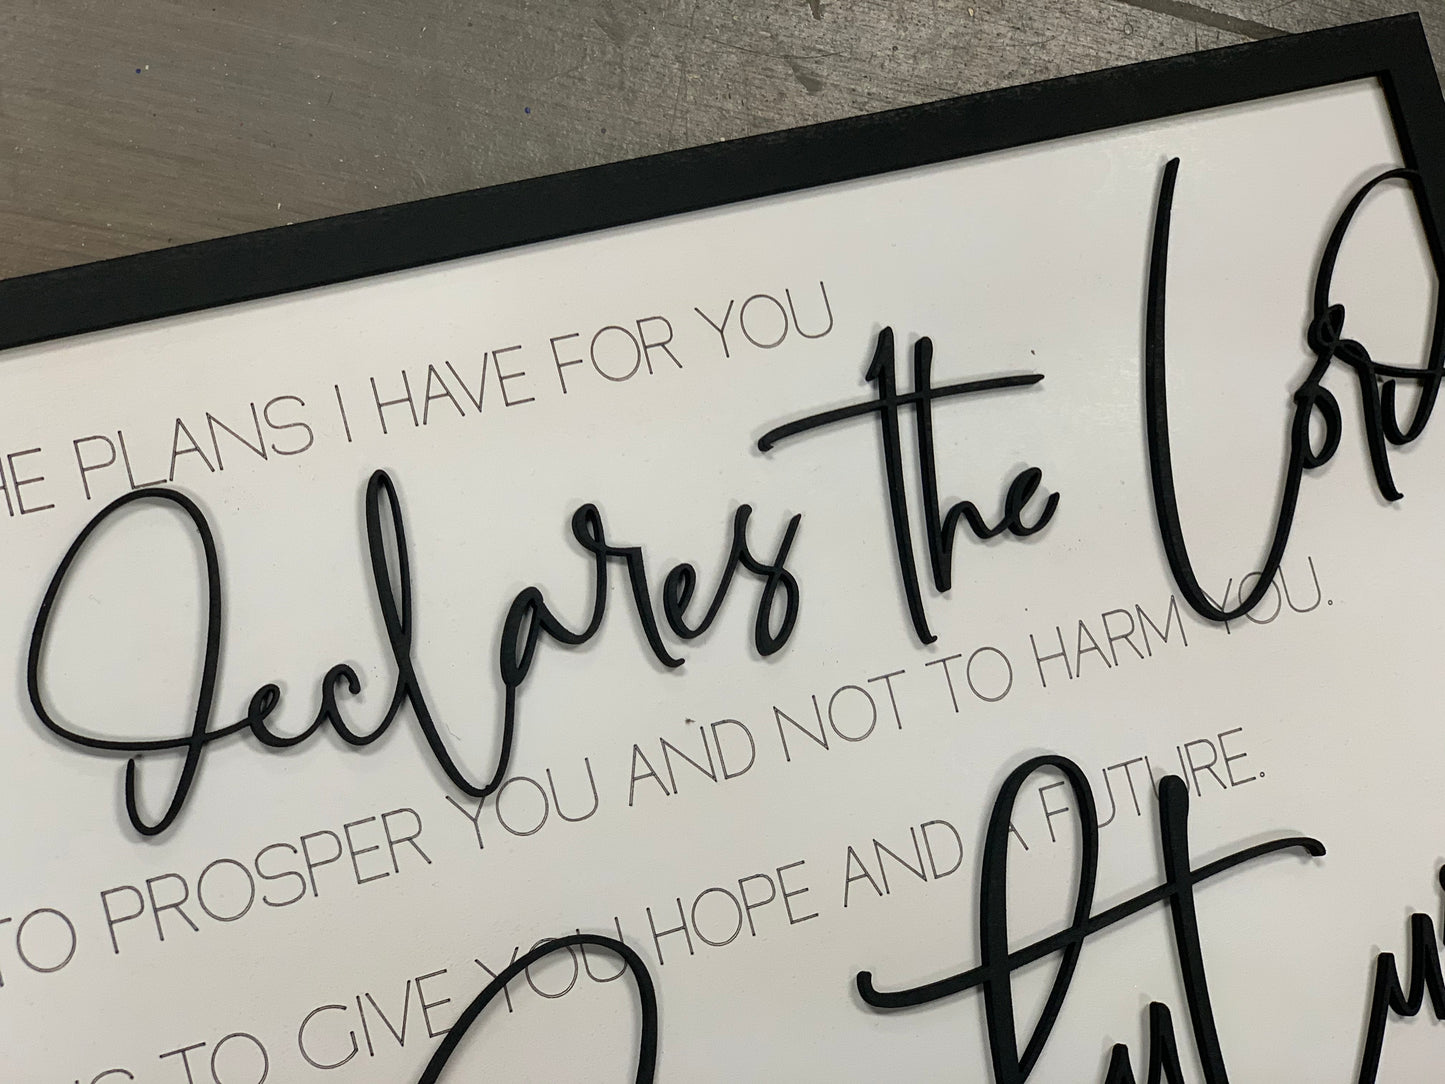 HE PLANS I HAVE FOR YOU
Declares the Lord
TO PROSPER YOU AND NOT TO HARM YOU.
TO GIVE YOU HOPE AND A FUTURE.